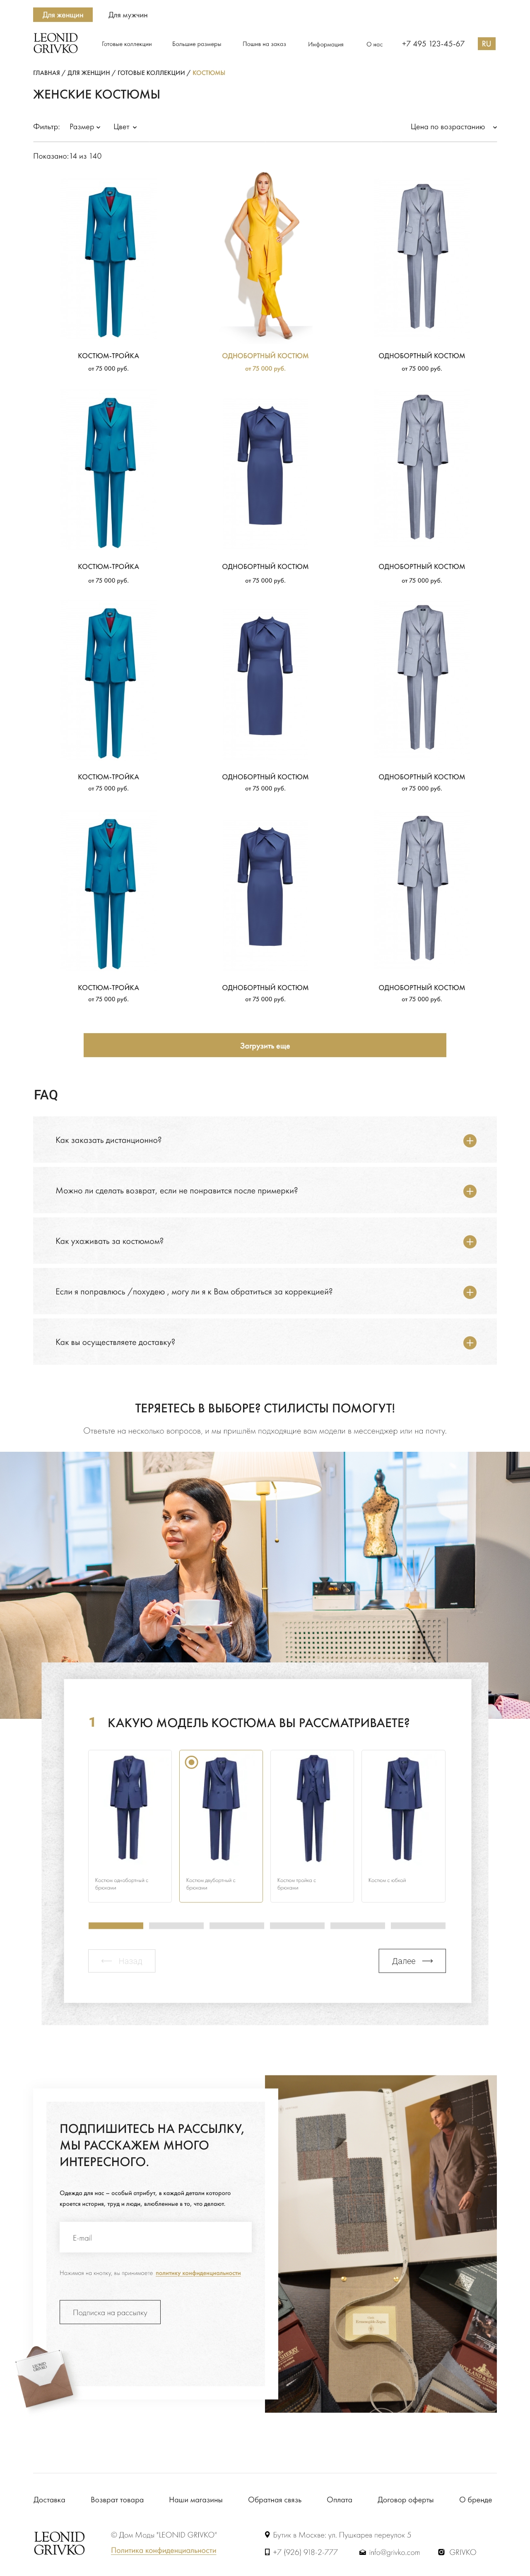 Для женщин Для мужчин
LEONID
GRIVKO
Готовые коллекции Большие размеры Пошив на заказ Информация О нас +7 495 123-45-67 RU
ГЛАВНАЯ / ДЛЯ ЖЕНЩИН / ГОТОВЫЕ КОЛЛЕКЦИИ / КОСТЮМЫ
ЖЕНСКИЕ КОСТЮМЫ
Фильтр: Размер Цвет Цена по возрастанию
Показано:14 из 140
КОСТЮМ-ТРОЙКА ОДНОБОРТНЫЙ КОСТЮМ ОДНОБОРТНЫЙ КОСТЮМ
от 75 000 руб. от 75 000 руб. от 75 000 руб.
КОСТЮМ-ТРОЙКА ОДНОБОРТНЫЙ КОСТЮМ ОДНОБОРТНЫЙ КОСТЮМ
от 75 000 руб. от 75 000 руб. от 75 000 руб.
КОСТЮМ-ТРОЙКА ОДНОБОРТНЫЙ КОСТЮМ ОДНОБОРТНЫЙ КОСТЮМ
от 75 000 руб. от 75 000 руб. от 75 000 руб.
КОСТЮМ-ТРОЙКА ОДНОБОРТНЫЙ КОСТЮМ ОДНОБОРТНЫЙ КОСТЮМ
от 75 000 руб. от 75 000 руб. от 75 000 руб.
Загрузить еще
FAQ
Как заказать дистанционно?
Можно ли сделать возврат, если не понравится после примерки?
Как ухаживать за костюмом?
Если я поправлюсь /похудею , могу ли я к Вам обратиться за коррекцией?
Как вы осуществляете доставку?
ТЕРЯЕТЕСЬ В ВЫБОРЕ? СТИЛИСТЫ ПОМОГУТ!
Ответьте на несколько вопросов, и мы пришлём подходящие вам модели в мессенджер или на почту.
1 КАКУЮ МОДЕЛЬ КОСТЮМА ВЫ РАССМАТРИВАЕТЕ?
Костюм однобортный с брюками
Костюм двубортный с брюками
Костюм тройка с брюками
Костюм с юбкой
Назад Далее
ПОДПИШИТЕСЬ НА РАССЫЛКУ,
МЫ РАССКАЖЕМ МНОГО
ИНТЕРЕСНОГО.
Одежда для нас – особый атрибут, в каждой детали которого
кроется история, труд и люди, влюбленные в то, что делают.
E-mail
Нажимая на кнопку, вы принимаете политику конфиденциальности
Подписка на рассылку
LEONID
GRIVKO
Доставка Возврат товара Наши магазины Обратная связь Оплата Договор оферты О бренде
LEONID
GRIVKO
© Дом Моды "LEONID GRIVKO"
Политика конфиденциальности
Бутик в Москве: ул. Пушкарев переулок 5
+7 (926) 918-2-777 info@grivko.com GRIVKO